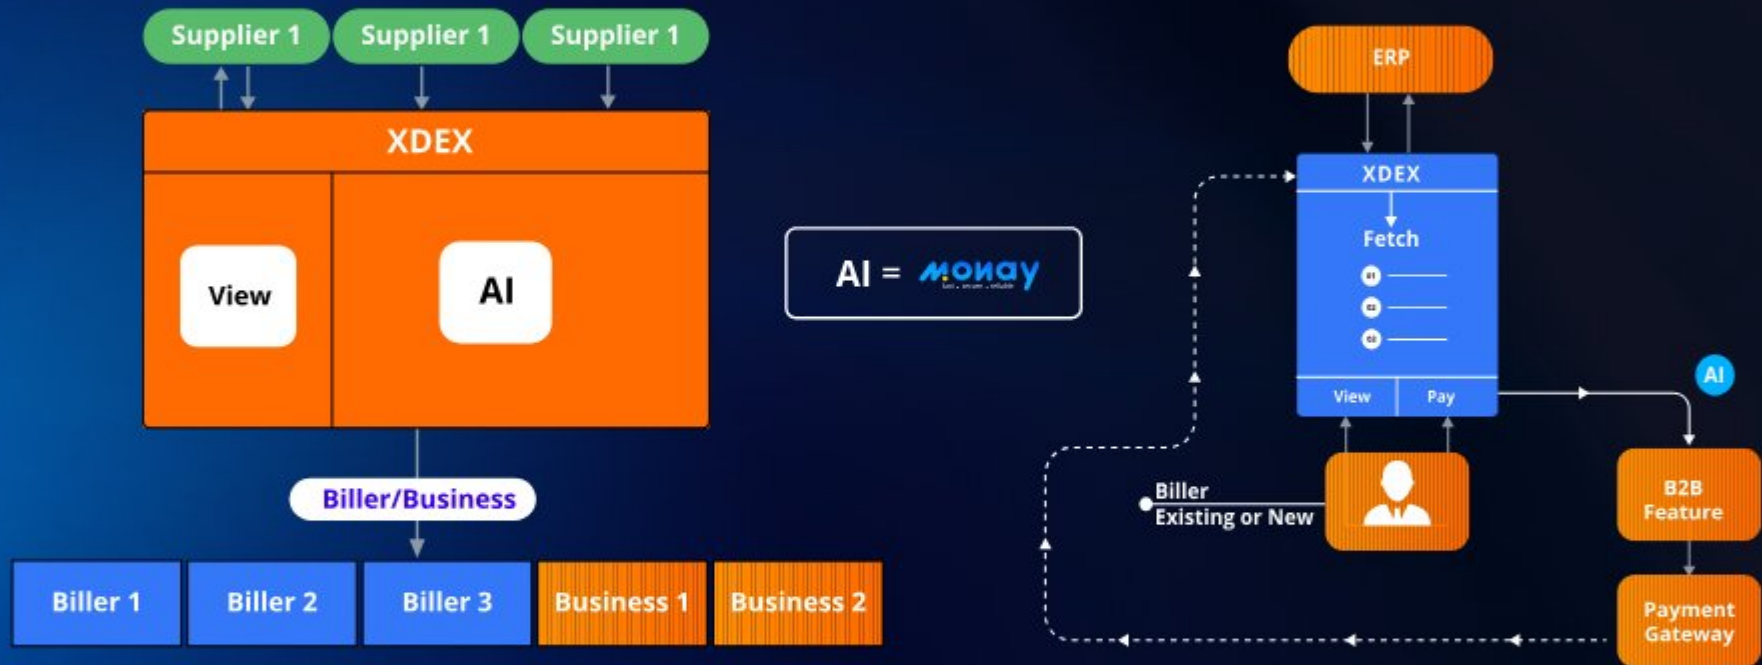 Supplier 1
Supplier 1
Supplier 1
XDEX
View
AI
Biller/Business
Biller 1
Biller 2
Biller 3
Business 1
Business 2
AI = monay
ERP
XDEX
Fetch
View
Pay
AI
Biller
Existing or New
B2B
Feature
Payment
Gateway